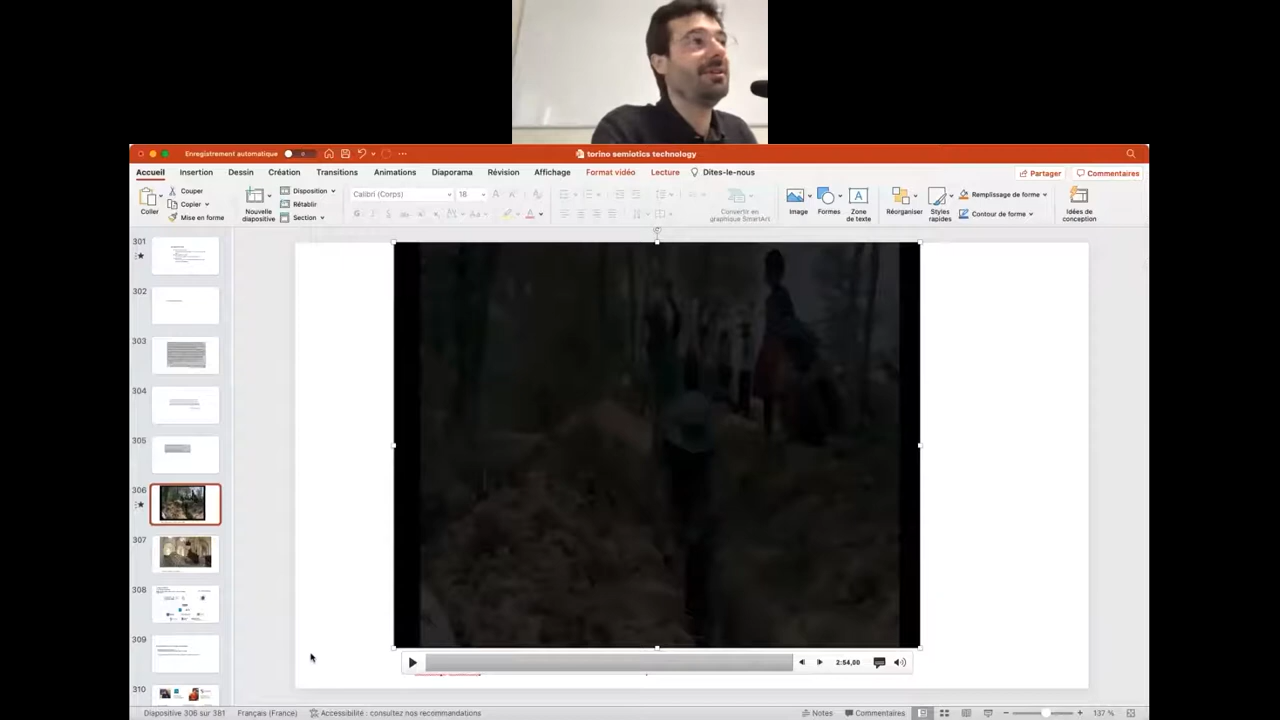 Enregistrement automatique
torino semiotics technology
Accueil Insertion Dessin Création Transitions Animations Diaporama Révision Affichage Format vidéo Lecture Dites-le-nous
Partager Commentaires
Coller
Couper
Copier
Mise en forme
Nouvelle
diapositive
Disposition
Rétablir
Section
Calibri (Corps) 18
Convertir en
graphique SmartArt
Image
Formes
Zone
de texte
Réorganiser
Styles
rapides
Remplissage de forme
Contour de forme
Idées de
conception
301
302
303
304
305
306
307
308
309
310
2:54,00
Diapositive 306 sur 381 Français (France) Accessibilité : consultez nos recommandations Notes Commentaires 137 %